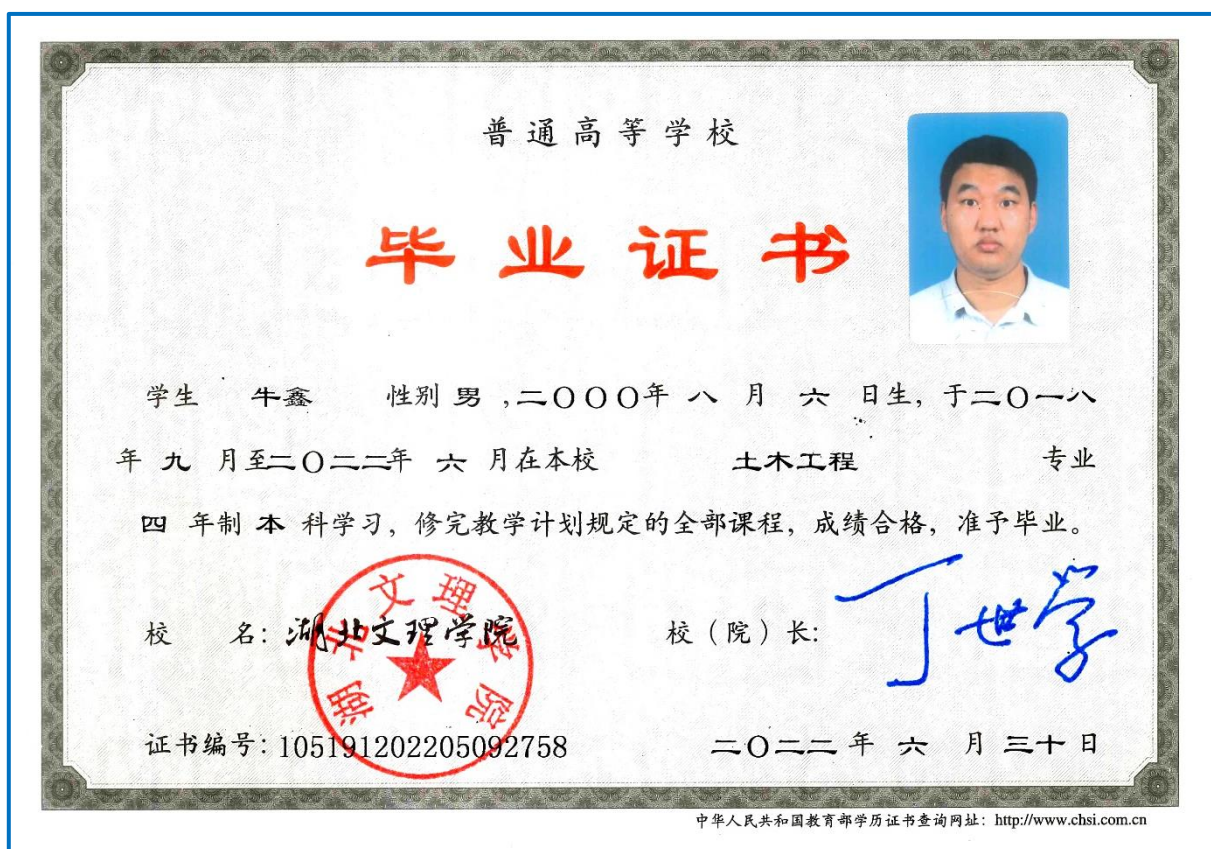 普通高等学校
毕业证书
学生 牛鑫 性别 男 ,二〇〇〇年 八 月 六 日生, 于二〇一八
年 九 月至二〇二二年 六 月在本校 土木工程 专业
四 年制 本 科学习, 修完教学计划规定的全部课程, 成绩合格, 准予毕业。
湖北文理学院
校 名: 湖北文理学院 校（院）长: 丁世学
证书编号: 105191202205092758 二〇二二 年 六 月 三十 日
中华人民共和国教育部学历证书查询网址: http://www.chsi.com.cn